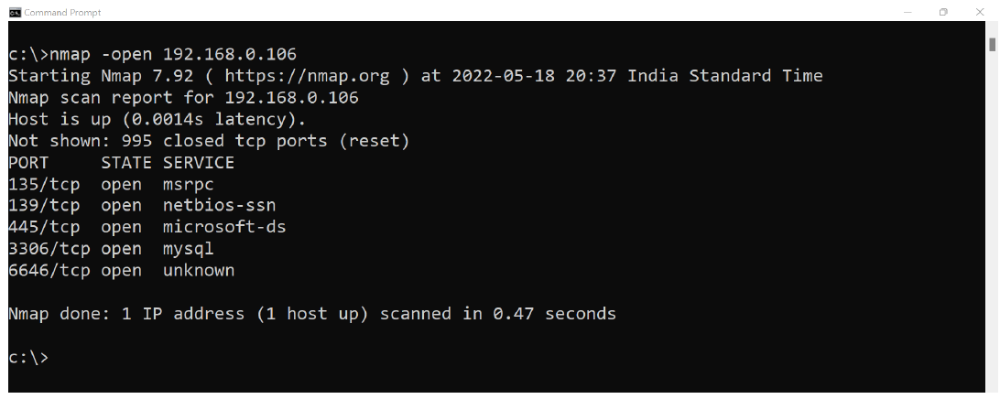 Command Prompt
c:\>nmap -open 192.168.0.106
Starting Nmap 7.92 ( https://nmap.org ) at 2022-05-18 20:37 India Standard Time
Nmap scan report for 192.168.0.106
Host is up (0.0014s latency).
Not shown: 995 closed tcp ports (reset)
PORT     STATE SERVICE
135/tcp  open  msrpc
139/tcp  open  netbios-ssn
445/tcp  open  microsoft-ds
3306/tcp open  mysql
6646/tcp open  unknown
Nmap done: 1 IP address (1 host up) scanned in 0.47 seconds
c:\>